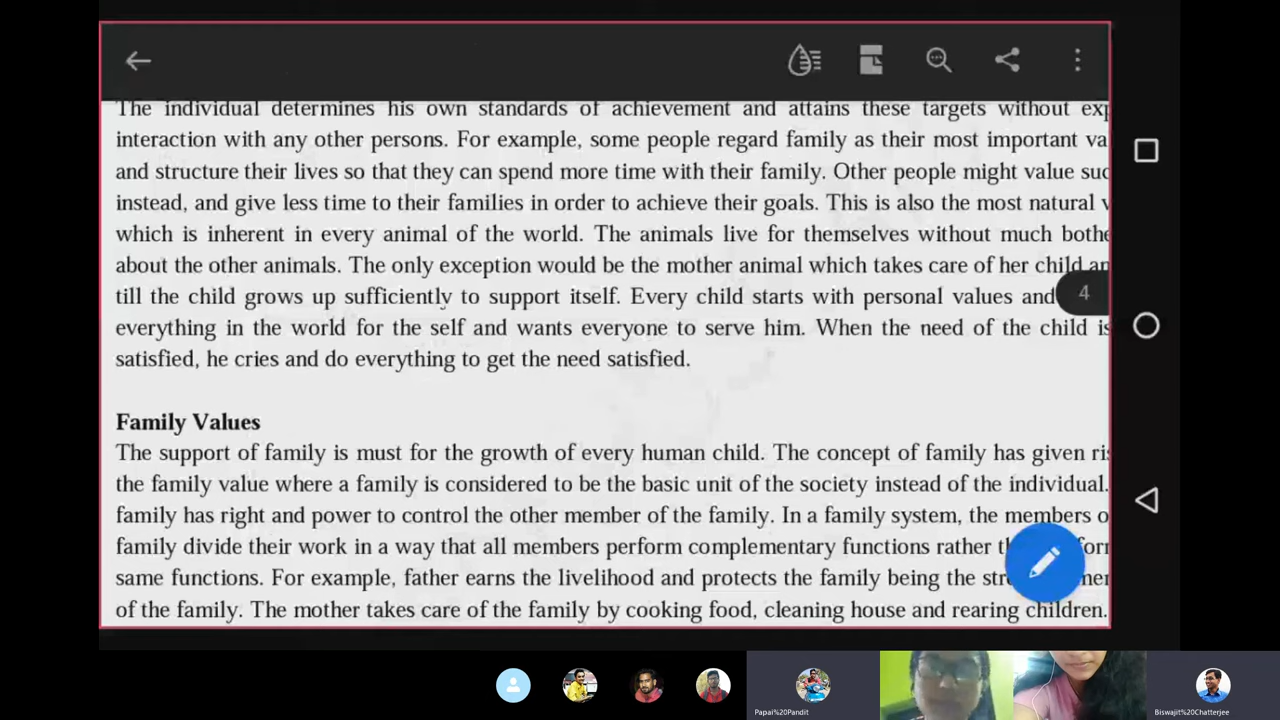 The individual determines his own standards of achievement and attains these targets without exp
interaction with any other persons. For example, some people regard family as their most important va
and structure their lives so that they can spend more time with their family. Other people might value suc
instead, and give less time to their families in order to achieve their goals. This is also the most natural v
which is inherent in every animal of the world. The animals live for themselves without much bothe
about the other animals. The only exception would be the mother animal which takes care of her child an
till the child grows up sufficiently to support itself. Every child starts with personal values and
4
everything in the world for the self and wants everyone to serve him. When the need of the child is
satisfied, he cries and do everything to get the need satisfied.
Family Values
The support of family is must for the growth of every human child. The concept of family has given ris
the family value where a family is considered to be the basic unit of the society instead of the individual.
family has right and power to control the other member of the family. In a family system, the members o
family divide their work in a way that all members perform complementary functions rather
same functions. For example, father earns the livelihood and protects the family being the
of the family. The mother takes care of the family by cooking food, cleaning house and rearing children.
Papai%20Pandit
Biswajit%20Chatterjee